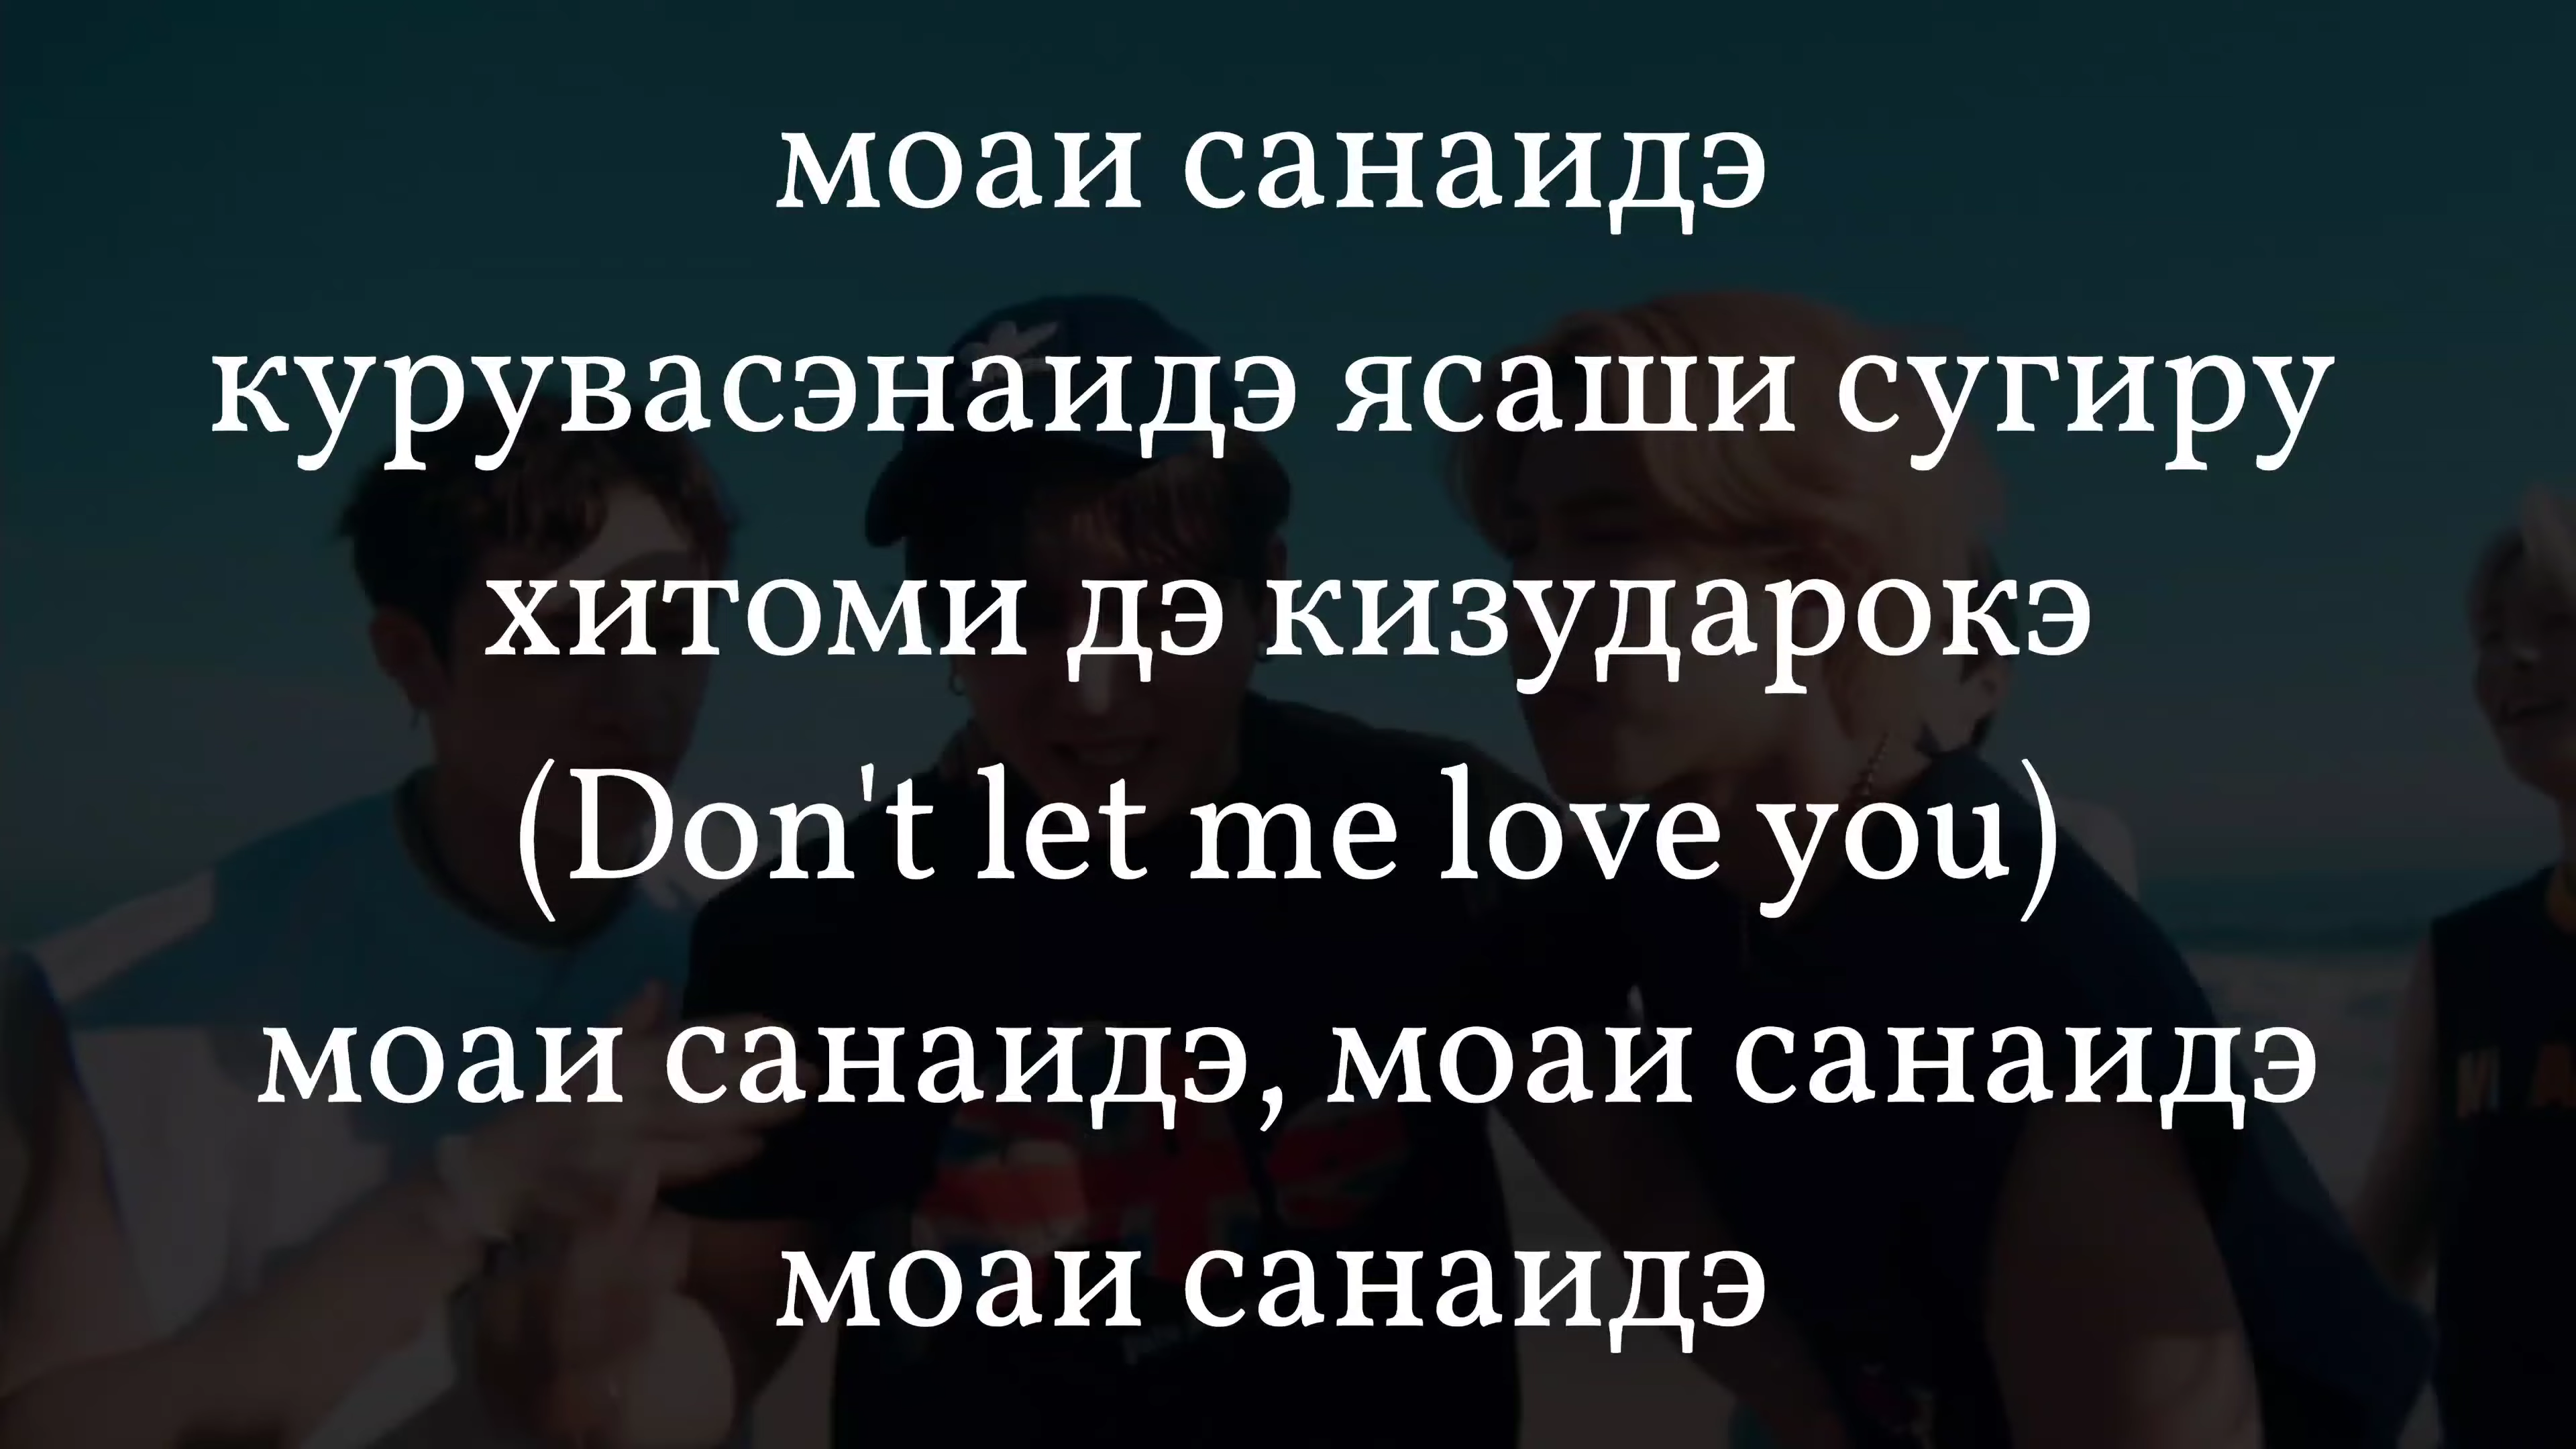 моаи санаидэ
курувасэнаидэ ясаши сугиру
хитоми дэ кизударокэ
(Don't let me love you)
моаи санаидэ, моаи санаидэ
моаи санаидэ